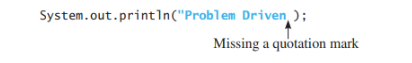 System.out.println("Problem Driven );
Missing a quotation mark